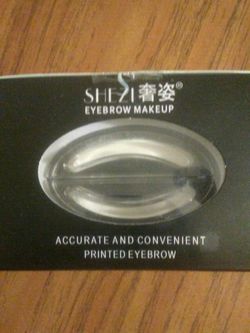 SHEZI奢姿®
EYEBROW MAKEUP
ACCURATE AND CONVENIENT
PRINTED EYEBROW